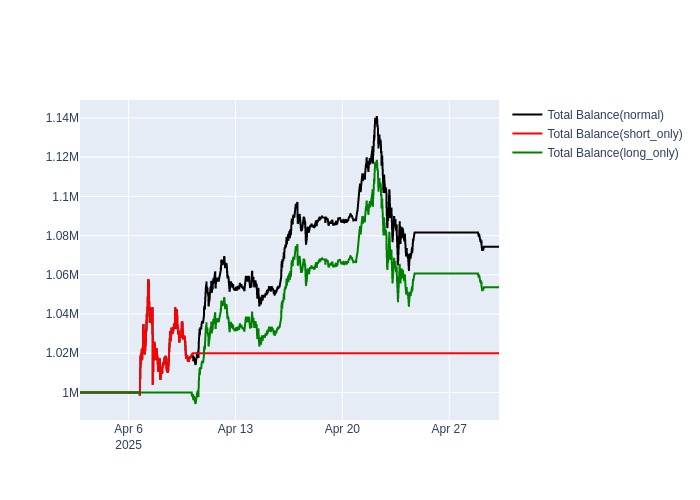 1.14M
1.12M
1.1M
1.08M
1.06M
1.04M
1.02M
1M
Apr 6
2025
Apr 13
Apr 20
Apr 27
Total Balance(normal)
Total Balance(short_only)
Total Balance(long_only)